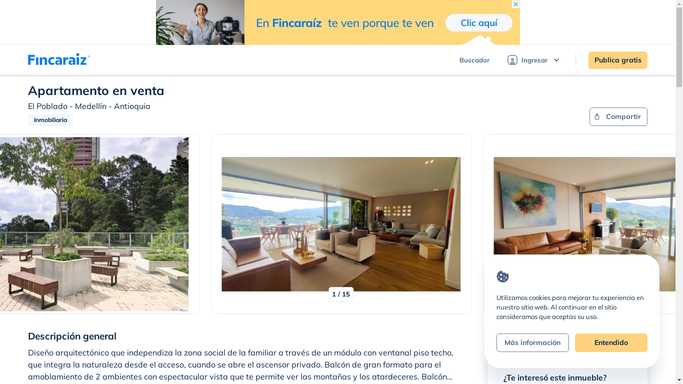 En Fincaraíz te ven porque te ven
Clic aquí
Fincaraiz
Buscador
Ingresar
Publica gratis
Apartamento en venta
El Poblado - Medellín - Antioquia
Inmobiliaria
Compartir
1 / 15
Utilizamos cookies para mejorar tu experiencia en
nuestro sitio web. Al continuar en el sitio
consideramos que aceptas su uso.
Más información
Entendido
Descripción general
Diseño arquitectónico que independiza la zona social de la familiar a través de un módulo con ventanal piso techo,
que integra la naturaleza desde el acceso, cuando se abre el ascensor privado. Balcón de gran formato para el
amoblamiento de 2 ambientes con espectacular vista que te permite ver las montañas y los atardeceres. Balcón...
¿Te interesó este inmueble?